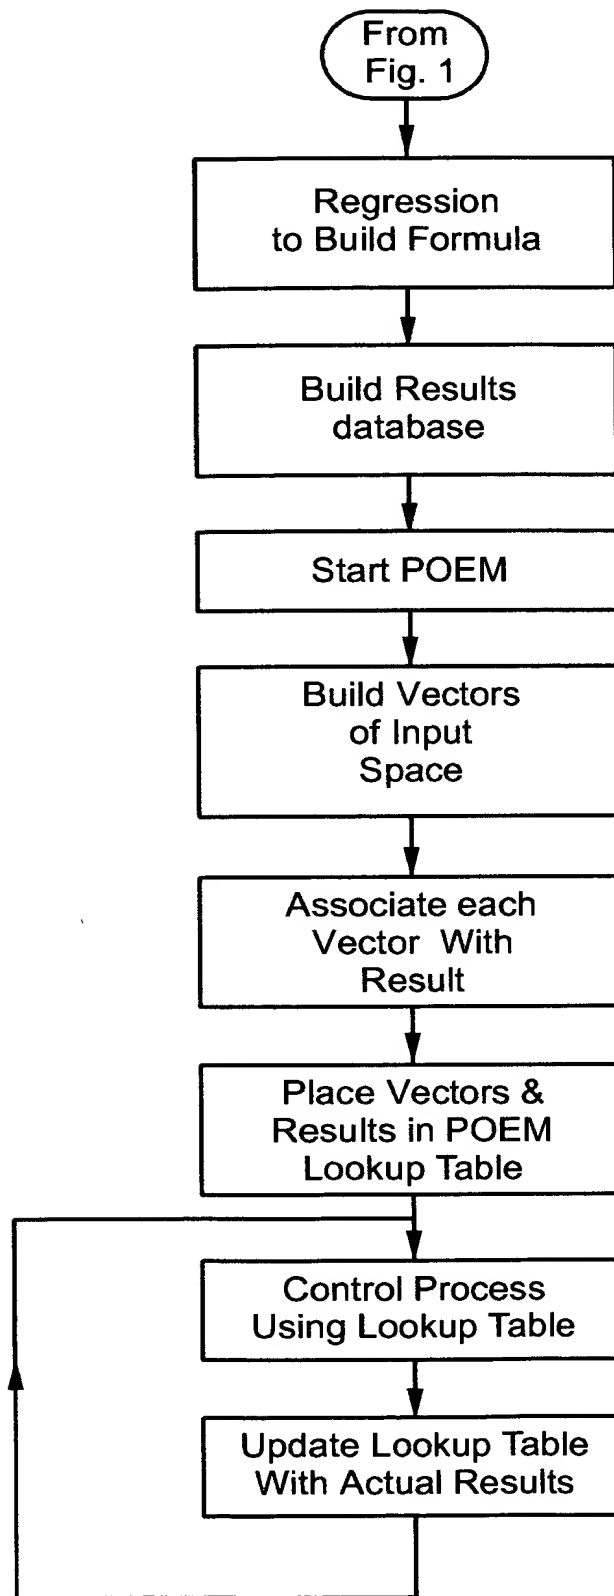 From
Fig. 1
Regression
to Build Formula
Build Results
database
Start POEM
Build Vectors
of Input
Space
Associate each
Vector With
Result
Place Vectors &
Results in POEM
Lookup Table
Control Process
Using Lookup Table
Update Lookup Table
With Actual Results